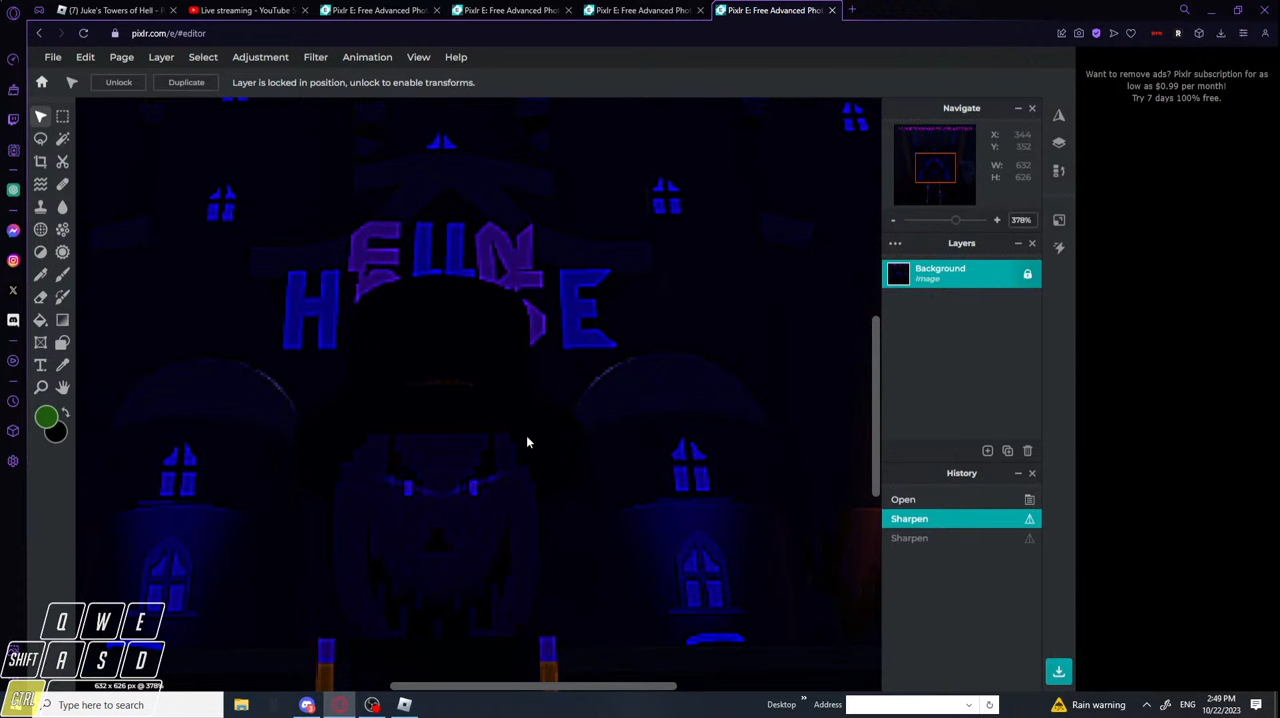 (7) Juke's Towers of Hell - R
Live streaming - YouTube S
Pixlr E: Free Advanced Phot
Pixlr E: Free Advanced Phot
Pixlr E: Free Advanced Phot
Pixlr E: Free Advanced Phot
pixlr.com/e/#editor
File Edit Page Layer Select Adjustment Filter Animation View Help
Unlock Duplicate Layer is locked in position, unlock to enable transforms.
Want to remove ads? Pixlr subscription for as
low as $0.99 per month!
Try 7 days 100% free.
Navigate
X: 344
Y: 352
W: 632
H: 626
- + 378%
Layers
Background
Image
History
Open
Sharpen
Sharpen
Q W E
SHIFT A S D
CTRL
632 x 626 px @ 378%
Type here to search
Desktop » Address
Rain warning
ENG
2:49 PM
10/22/2023